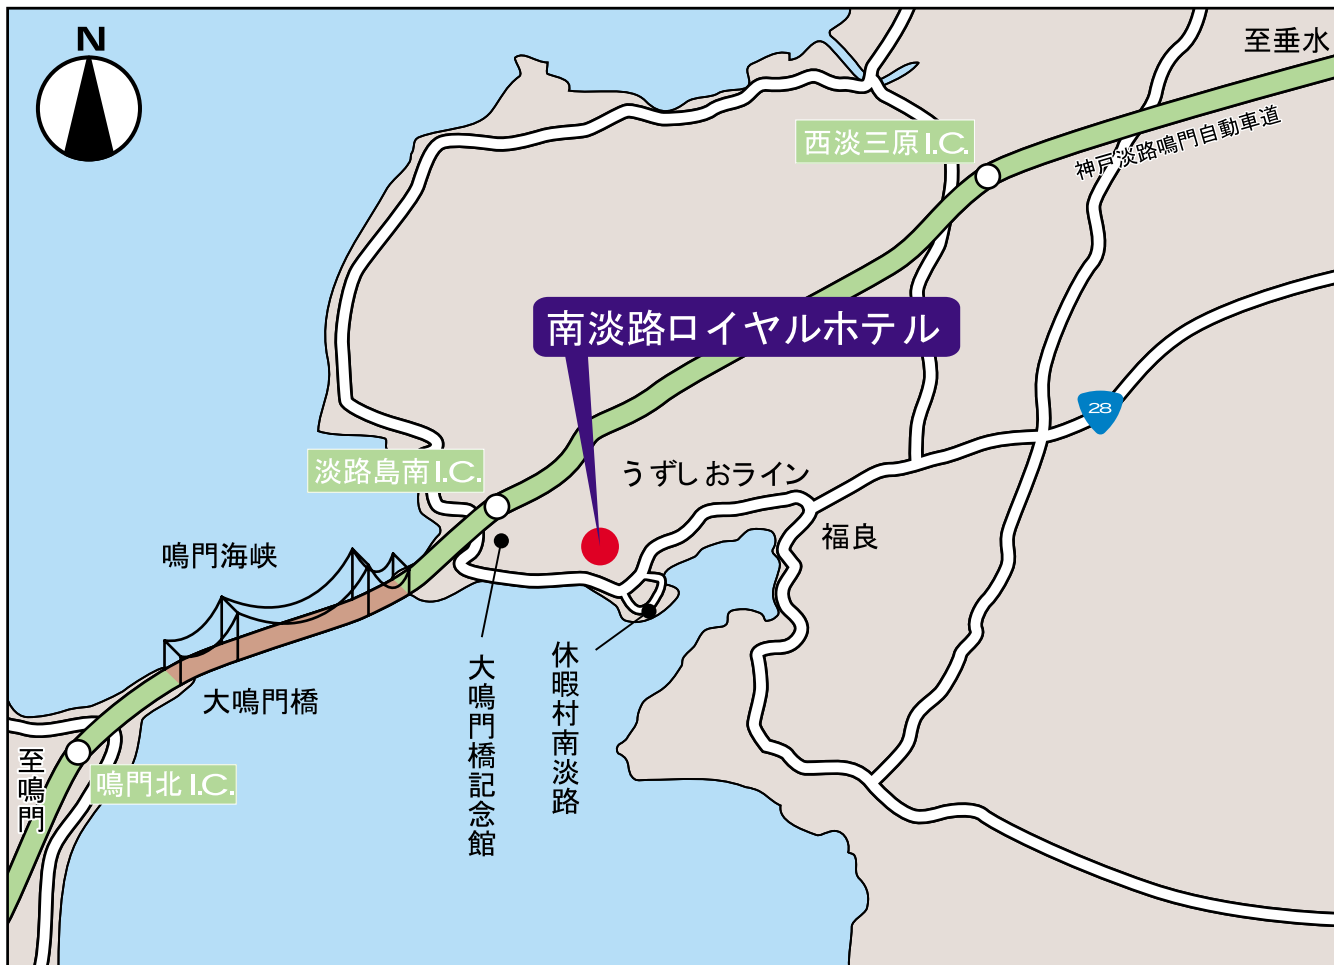 N
至垂水
神戸淡路鳴門自動車道
西淡三原I.C.
南淡路ロイヤルホテル
28
淡路島南I.C.
うずしおライン
福良
鳴門海峡
大鳴門橋
大鳴門橋記念館
休暇村南淡路
至鳴門
鳴門北I.C.